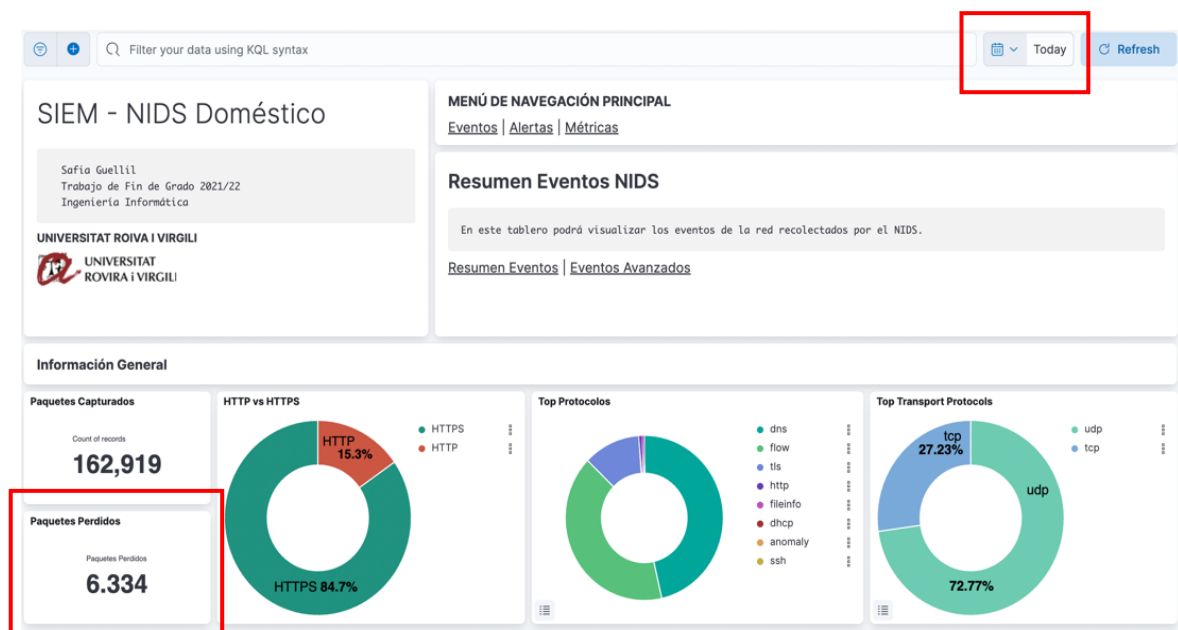 Filter your data using KQL syntax
Today
Refresh
SIEM - NIDS Doméstico
Safia Guellil
Trabajo de Fin de Grado 2021/22
Ingeniería Informática
UNIVERSITAT ROIVA I VIRGILI
UNIVERSITAT
ROVIRA i VIRGILI
MENÚ DE NAVEGACIÓN PRINCIPAL
Eventos | Alertas | Métricas
Resumen Eventos NIDS
En este tablero podrá visualizar los eventos de la red recolectados por el NIDS.
Resumen Eventos | Eventos Avanzados
Información General
Paquetes Capturados
Count of records
162,919
Paquetes Perdidos
Paquetes Perdidos
6.334
HTTP vs HTTPS
HTTP
15.3%
HTTPS 84.7%
HTTPS
HTTP
Top Protocolos
dns
flow
tls
http
fileinfo
dhcp
anomaly
ssh
Top Transport Protocols
tcp
27.23%
udp
72.77%
udp
tcp